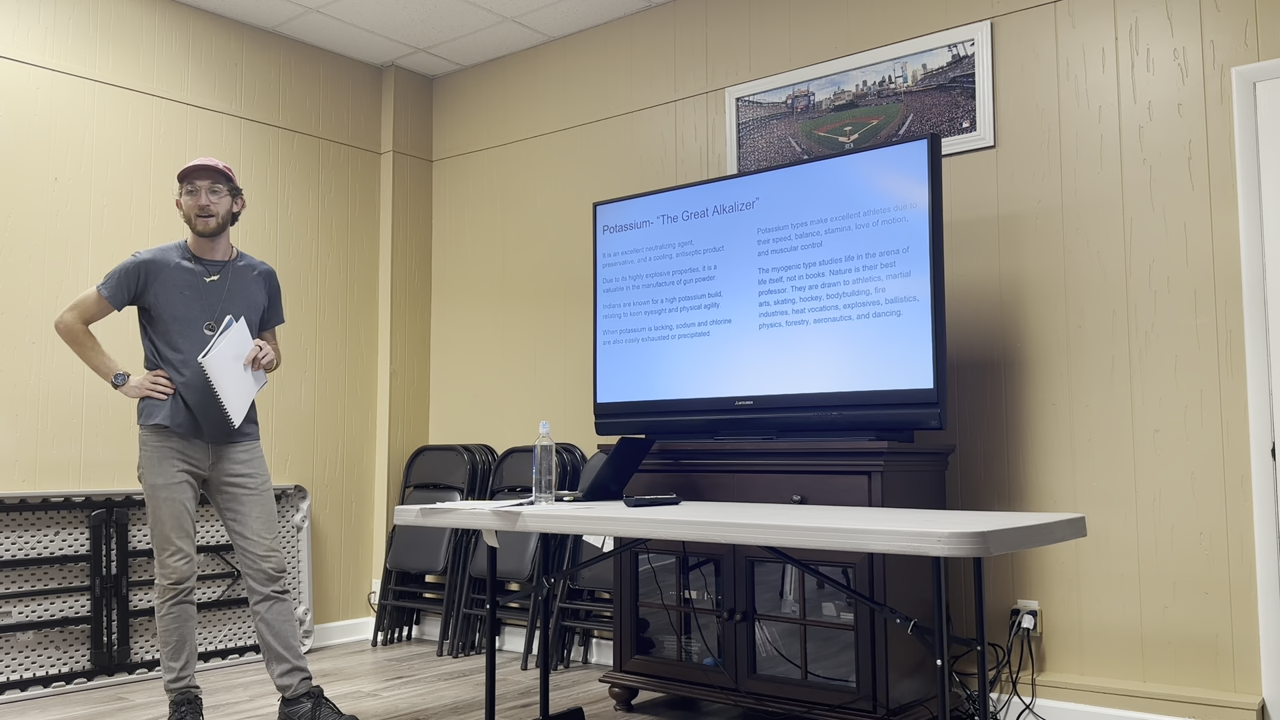 Potassium- “The Great Alkalizer”
It is an excellent neutralizing agent,
preservative, and a cooling, antiseptic product.
Due to its highly explosive properties, it is a
valuable in the manufacture of gun powder.
Indians are known for a high potassium build,
relating to keen eyesight and physical agility.
When potassium is lacking, sodium and chlorine
are also easily exhausted or precipitated.
Potassium types make excellent athletes due to
their speed, balance, stamina, love of motion,
and muscular control.
The myogenic type studies life in the arena of
life itself, not in books. Nature is their best
professor. They are drawn to athletics, martial
arts, skating, hockey, bodybuilding, fire
industries, heat vocations, explosives, ballistics,
physics, forestry, aeronautics, and dancing.
MITSUBISHI